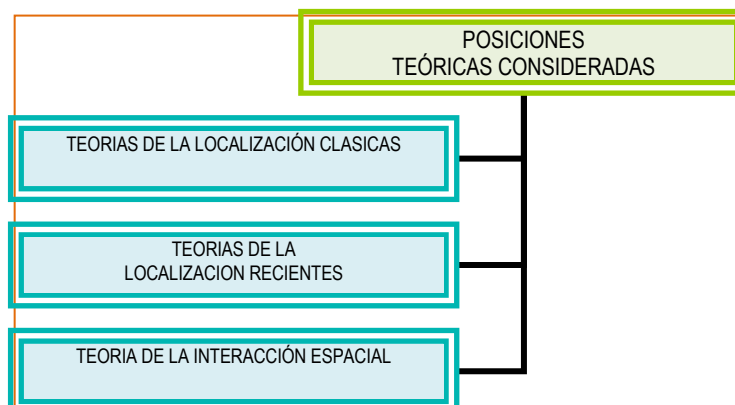 POSICIONES
TEÓRICAS CONSIDERADAS
TEORIAS DE LA LOCALIZACIÓN CLASICAS
TEORIAS DE LA
LOCALIZACION RECIENTES
TEORIA DE LA INTERACCIÓN ESPACIAL